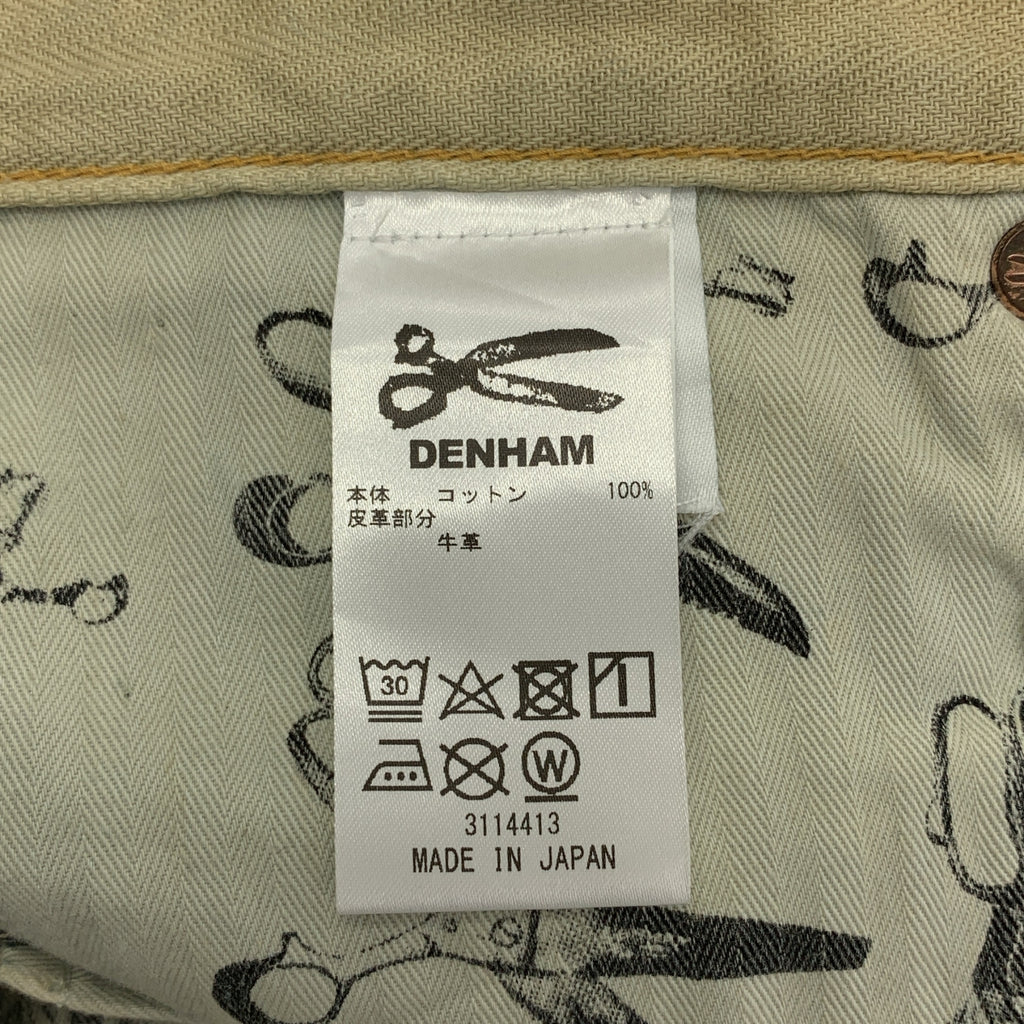 DENHAM
本体 コットン 100%
皮革部分
牛革
30
W
3114413
MADE IN JAPAN